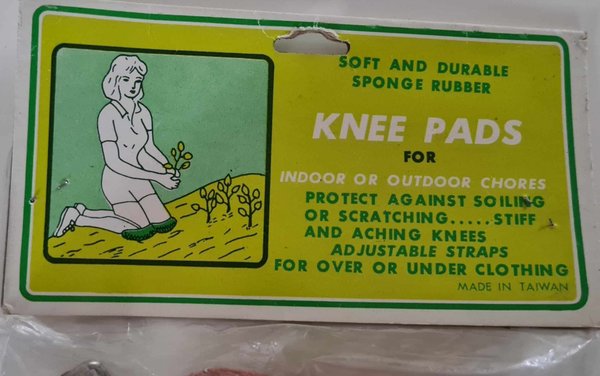 SOFT AND DURABLE
SPONGE RUBBER
KNEE PADS
FOR
INDOOR OR OUTDOOR CHORES
PROTECT AGAINST SOILING
OR SCRATCHING.....STIFF
AND ACHING KNEES
ADJUSTABLE STRAPS
FOR OVER OR UNDER CLOTHING
MADE IN TAIWAN